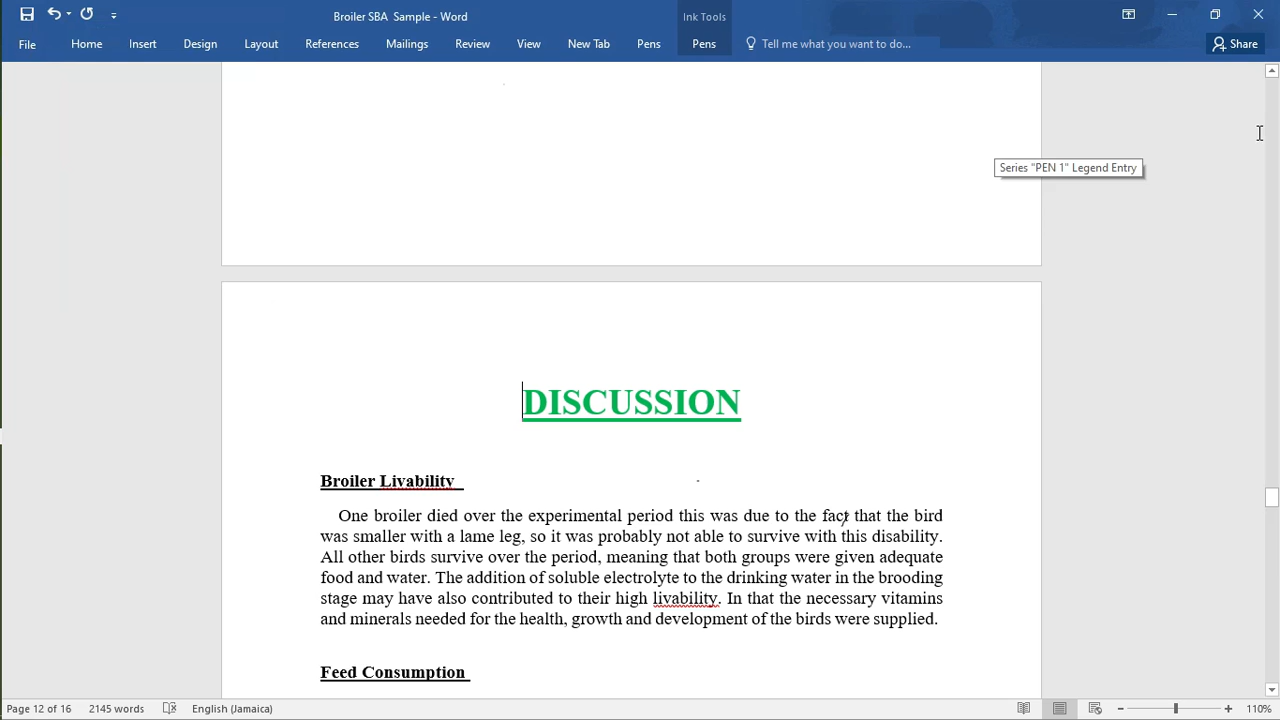 Broiler SBA  Sample - Word
Ink Tools
File
Home
Insert
Design
Layout
References
Mailings
Review
View
New Tab
Pens
Pens
Tell me what you want to do...
Share
Series "PEN 1" Legend Entry
DISCUSSION
Broiler Livability
One broiler died over the experimental period this was due to the fact that the bird
was smaller with a lame leg, so it was probably not able to survive with this disability.
All other birds survive over the period, meaning that both groups were given adequate
food and water. The addition of soluble electrolyte to the drinking water in the brooding
stage may have also contributed to their high livability. In that the necessary vitamins
and minerals needed for the health, growth and development of the birds were supplied.
Feed Consumption
Page 12 of 16
2145 words
English (Jamaica)
110%